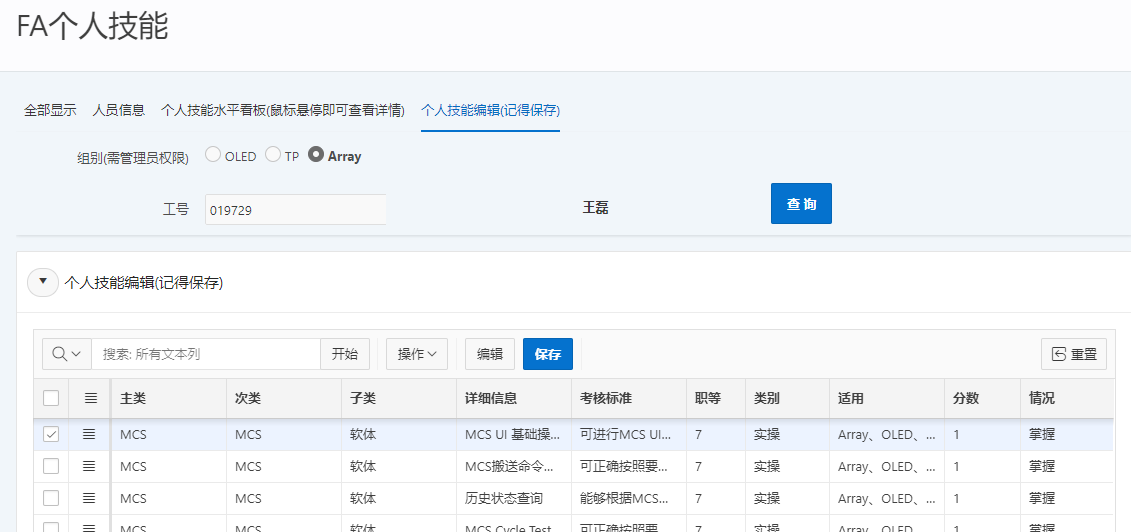 FA个人技能
全部显示 人员信息 个人技能水平看板(鼠标悬停即可查看详情) 个人技能编辑(记得保存)
组别(需管理员权限) OLED TP Array
工号 019729 王磊 查询
个人技能编辑(记得保存)
搜索: 所有文本列 开始 操作 编辑 保存 重置
主类 次类 子类 详细信息 考核标准 职等 类别 适用 分数 情况
MCS MCS 软体 MCS UI 基础操... 可进行MCS UI... 7 实操 Array、OLED、... 1 掌握
MCS MCS 软体 MCS搬送命令... 可正确按照要... 7 实操 Array、OLED、... 1 掌握
MCS MCS 软体 历史状态查询 能够根据MCS... 7 实操 Array、OLED、... 1 掌握
MCS MCS 软体 MCS Cycle Test 可正确按照要... 7 实操 Array、OLED、... 1 掌握